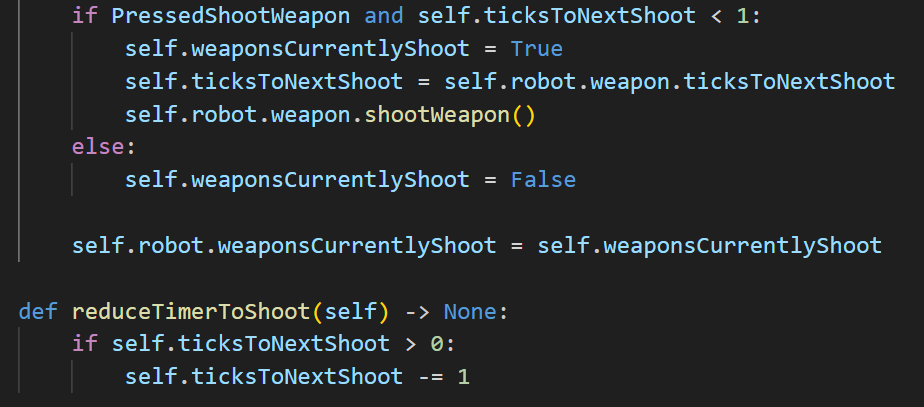 if PressedShootWeapon and self.ticksToNextShoot < 1:
self.weaponsCurrentlyShoot = True
self.ticksToNextShoot = self.robot.weapon.ticksToNextShoot
self.robot.weapon.shootWeapon()
else:
self.weaponsCurrentlyShoot = False
self.robot.weaponsCurrentlyShoot = self.weaponsCurrentlyShoot
def reduceTimerToShoot(self) -> None:
if self.ticksToNextShoot > 0:
self.ticksToNextShoot -= 1